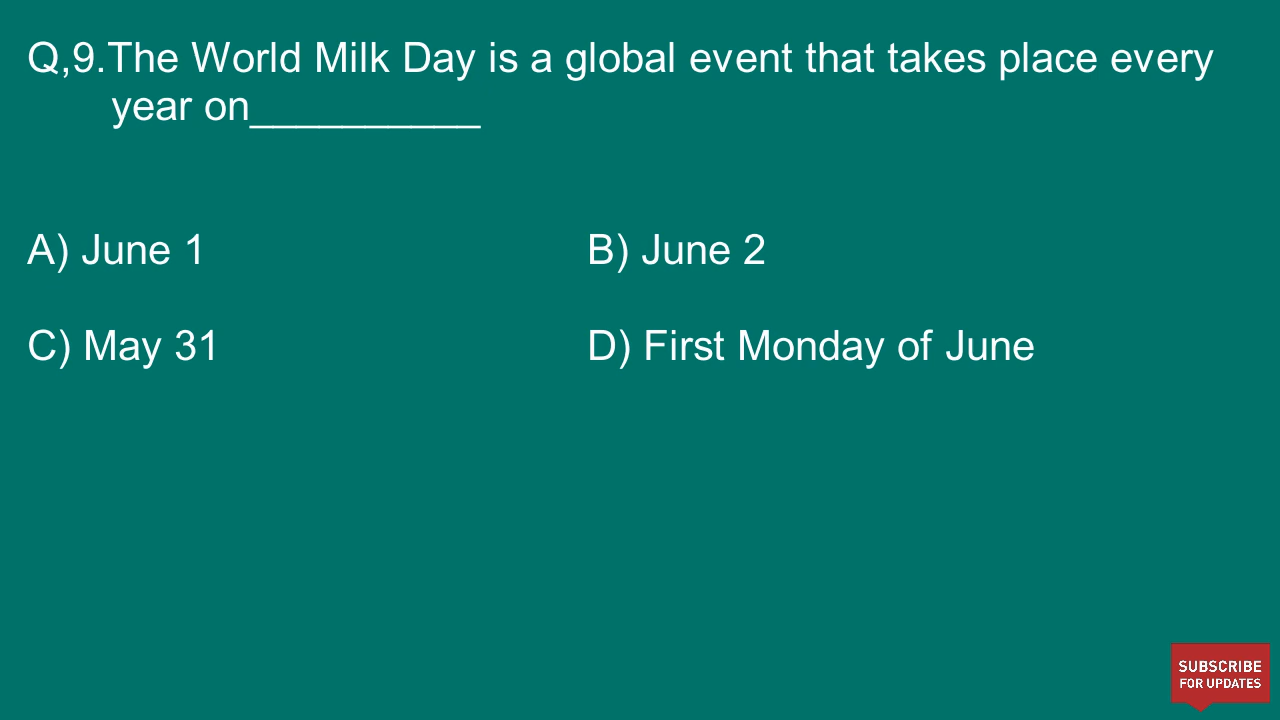 Q,9.The World Milk Day is a global event that takes place every
year on__________
A) June 1 B) June 2
C) May 31 D) First Monday of June
SUBSCRIBE
FOR UPDATES